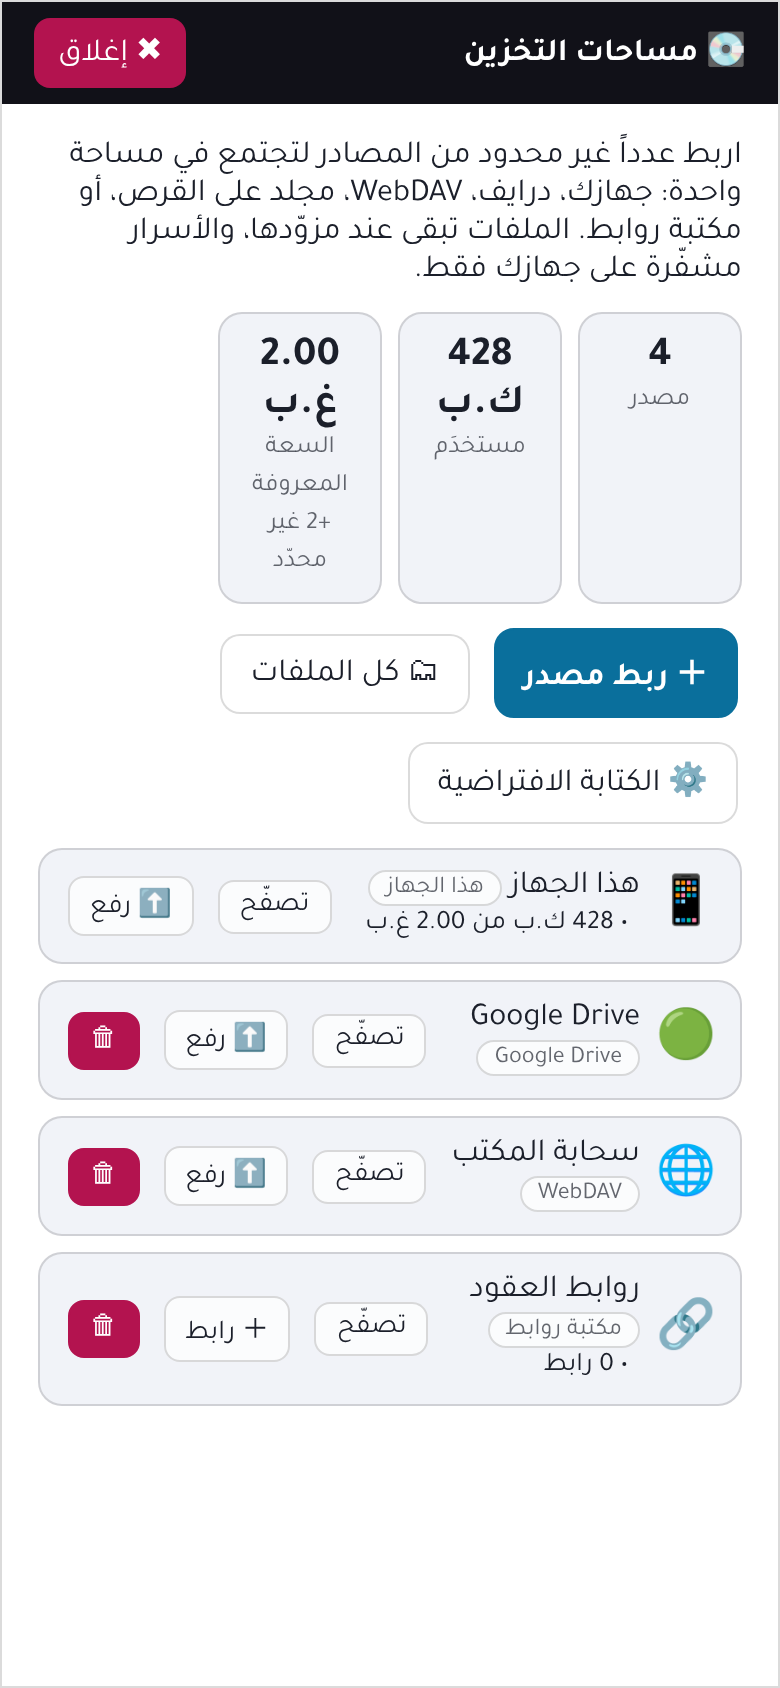 مساحات التخزين
✖ إغلاق
اربط عدداً غير محدود من المصادر لتجتمع في مساحة
واحدة: جهازك، درايف، WebDAV، مجلد على القرص، أو
مكتبة روابط. الملفات تبقى عند مزوّدها، والأسرار
مشفّرة على جهازك فقط.
4
مصدر
428
ك.ب
مستخدَم
2.00
غ.ب
السعة
المعروفة
+2 غير
محدّد
+ ربط مصدر
كل الملفات
الكتابة الافتراضية
هذا الجهاز هذا الجهاز
• 428 ك.ب من 2.00 غ.ب
تصفّح
رفع
Google Drive
Google Drive
تصفّح
رفع
سحابة المكتب
WebDAV
تصفّح
رفع
روابط العقود
مكتبة روابط
• 0 رابط
تصفّح
+ رابط